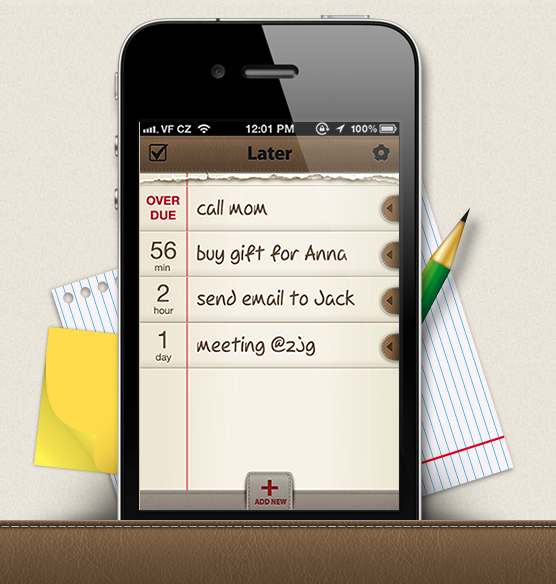 VF CZ 12:01 PM 100%
Later
OVER
DUE
call mom
56
min
buy gift for Anna
2
hour
send email to Jack
1
day
meeting @zjg
ADD NEW